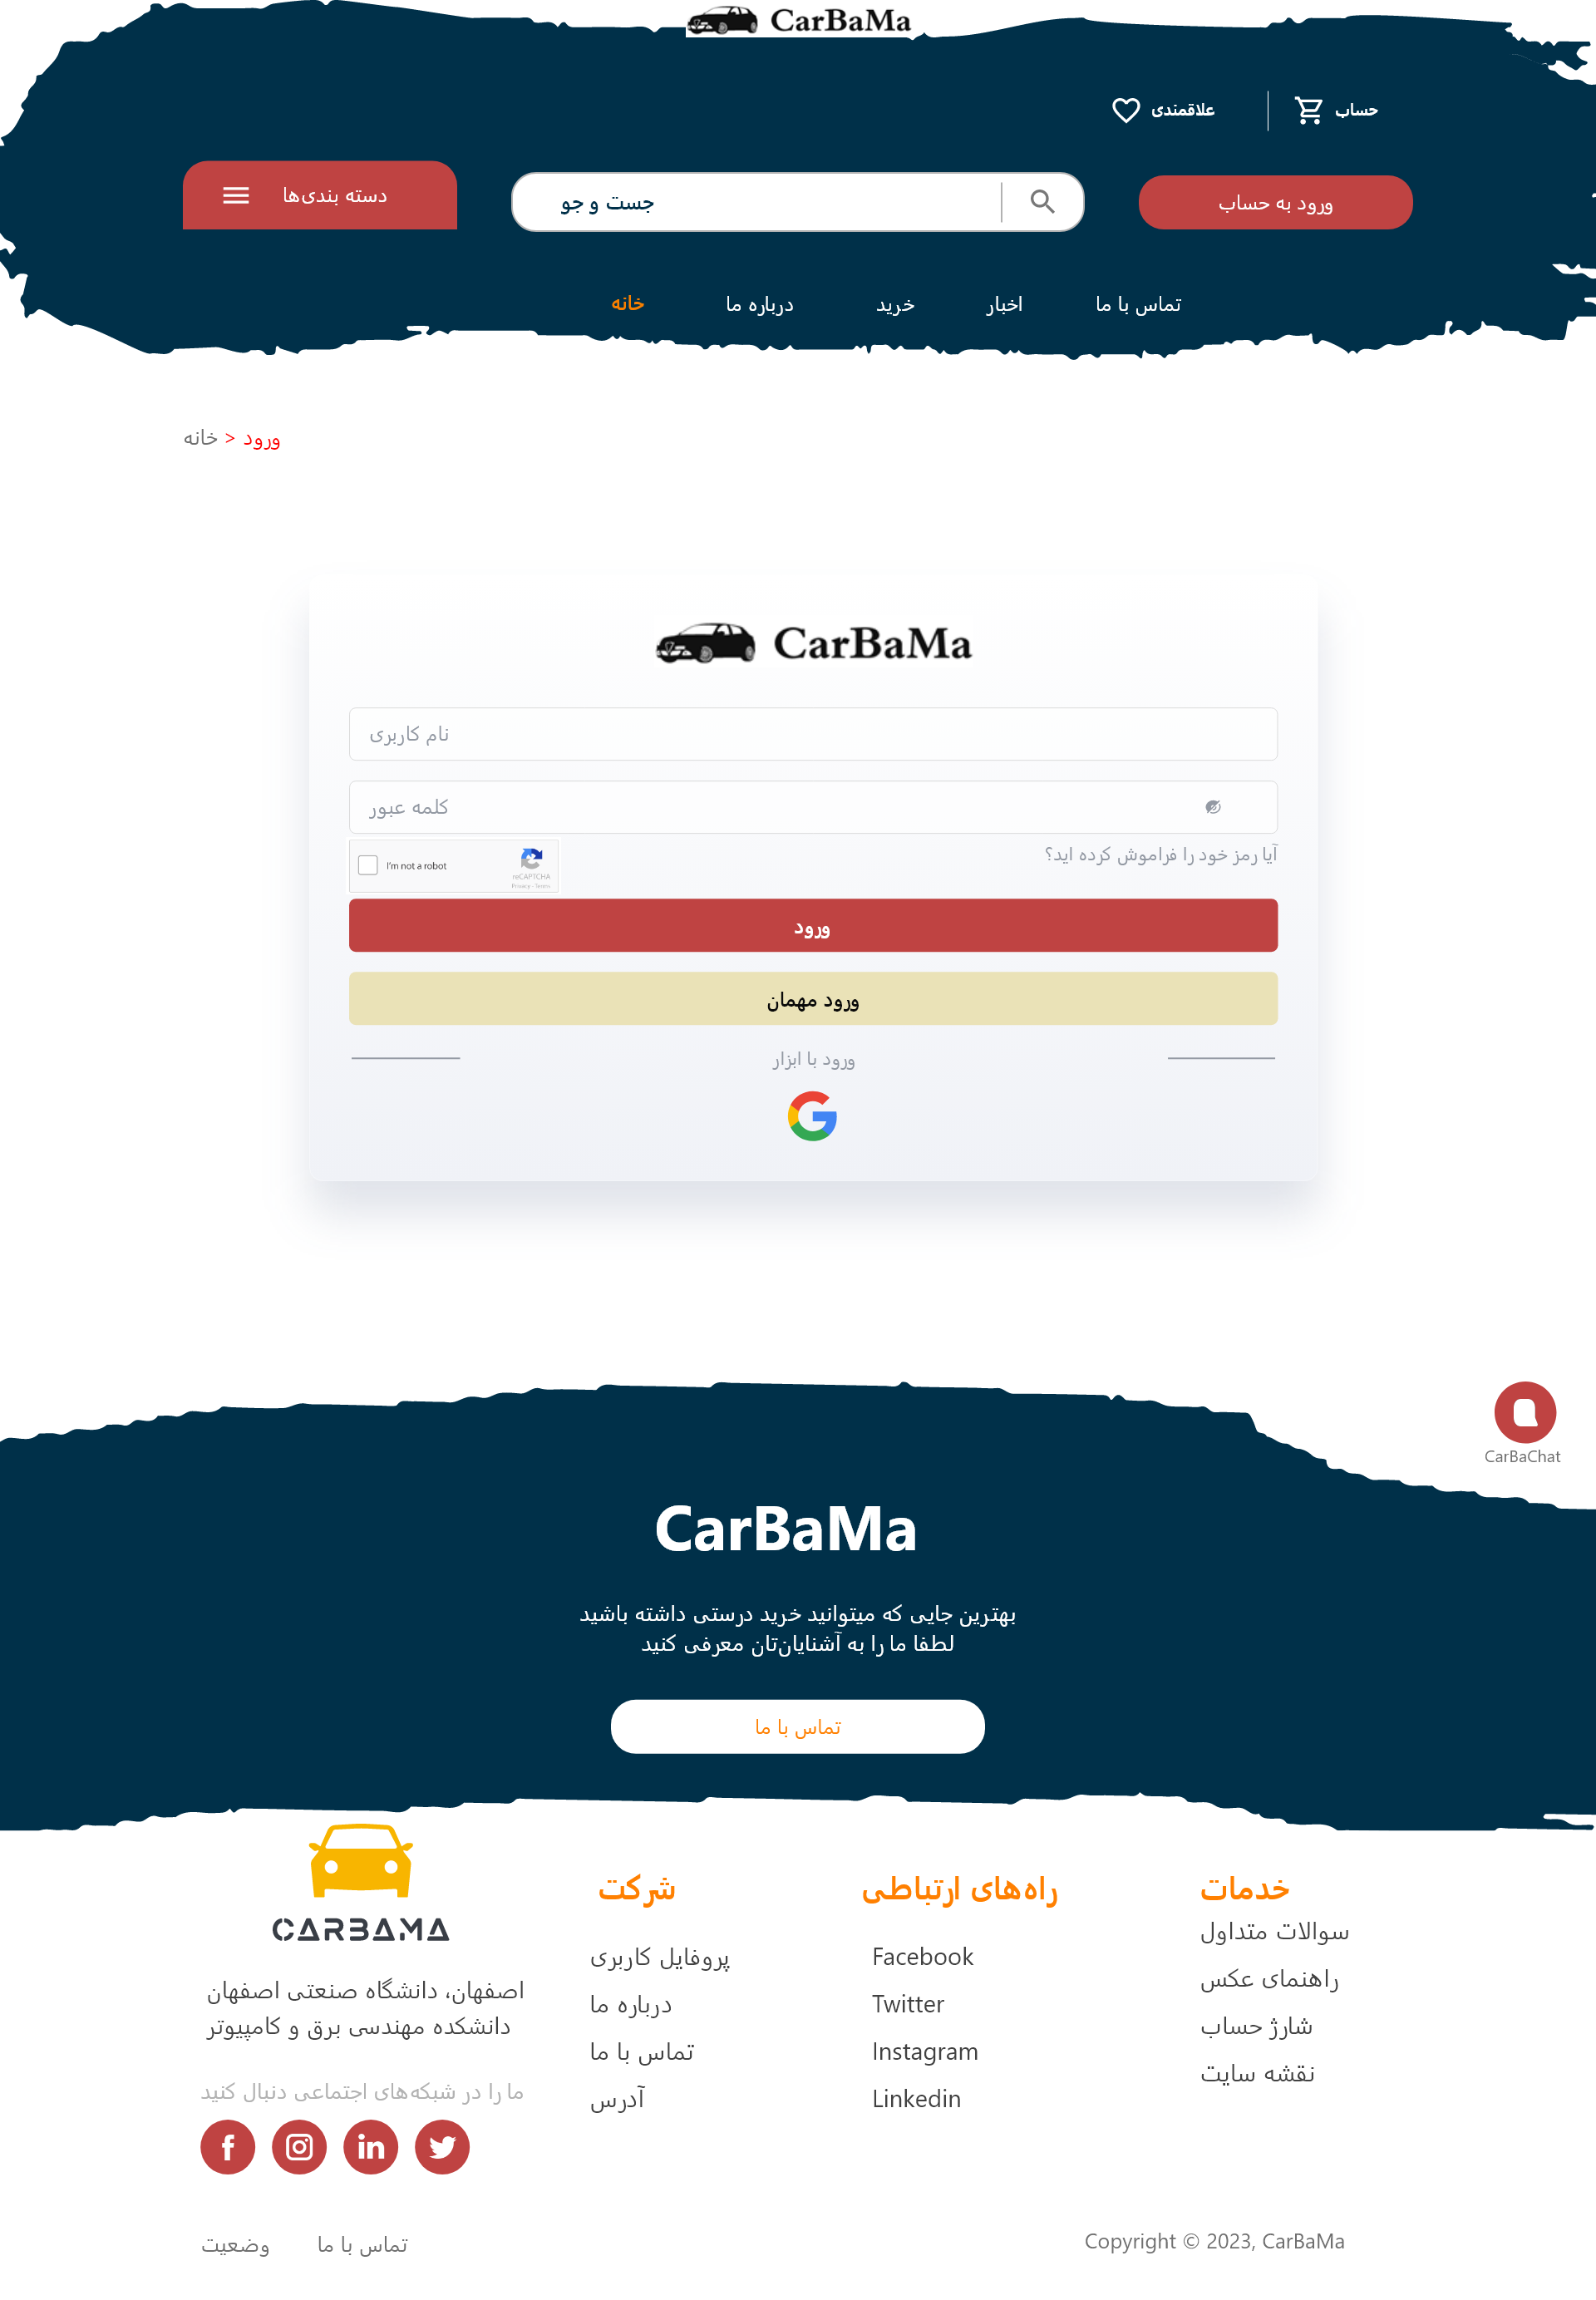 CarBaMa
علاقمندی
حساب
دسته بندی‌ها
جست و جو
ورود به حساب
خانه
درباره ما
خرید
اخبار
تماس با ما
خانه > ورود
CarBaMa
نام کاربری
کلمه عبور
I'm not a robot
reCAPTCHA
Privacy - Terms
آیا رمز خود را فراموش کرده اید؟
ورود
ورود مهمان
ورود با ابزار
CarBaChat
CarBaMa
بهترین جایی که میتوانید خرید درستی داشته باشید
لطفا ما را به آشنایان‌تان معرفی کنید
تماس با ما
CARBAMA
اصفهان، دانشگاه صنعتی اصفهان
دانشکده مهندسی برق و کامپیوتر
ما را در شبکه‌های اجتماعی دنبال کنید
شرکت
پروفایل کاربری
درباره ما
تماس با ما
آدرس
راه‌های ارتباطی
Facebook
Twitter
Instagram
Linkedin
خدمات
سوالات متداول
راهنمای عکس
شارژ حساب
نقشه سایت
وضعیت
تماس با ما
Copyright © 2023, CarBaMa